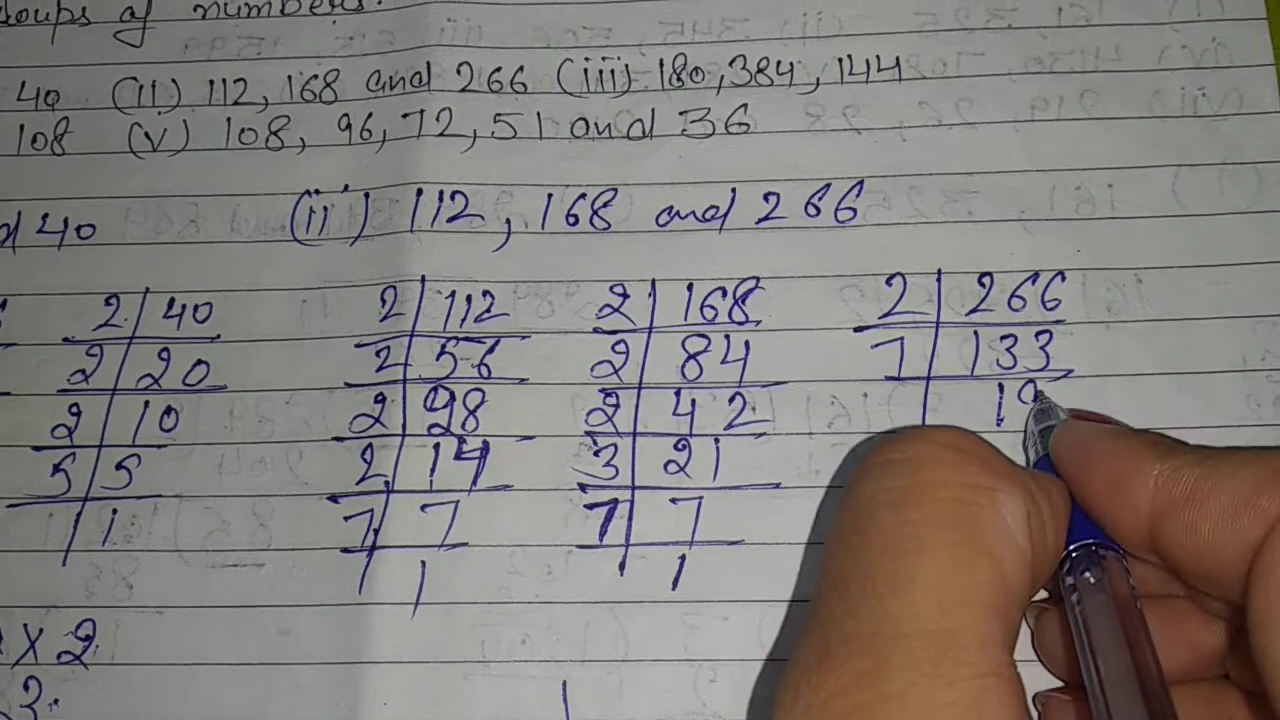 of numbers.
40 (ii) 112, 168 and 266 (iii) 180, 384, 144
108 (v) 108, 96, 72, 51 and 36
40 (ii) 112, 168 and 266
2 40 2 112 2 168 2 266
2 20 2 56 2 84 7 133
2 10 2 28 2 42 19
5 5 2 14 3 21
1 7 7 7 7
1 1
X 2